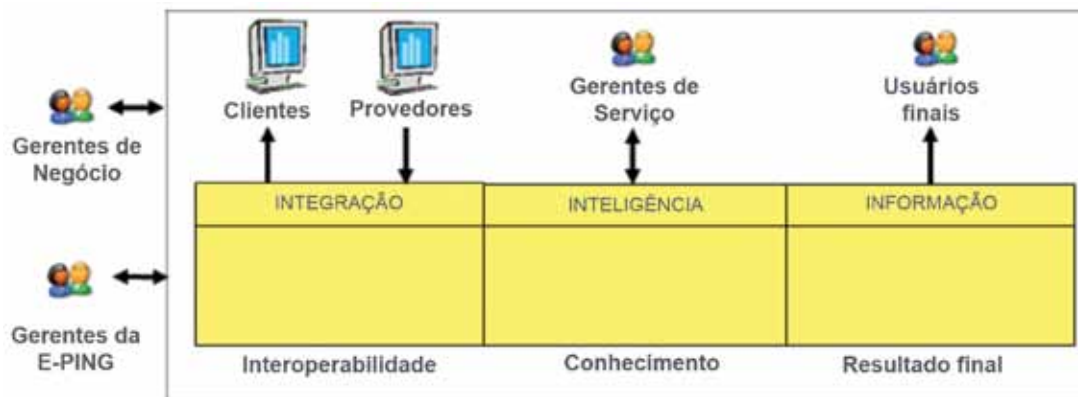 Clientes
Provedores
Gerentes de
Serviço
Usuários
finais
Gerentes de
Negócio
INTEGRAÇÃO
INTELIGÊNCIA
INFORMAÇÃO
Gerentes da
E-PING
Interoperabilidade
Conhecimento
Resultado final